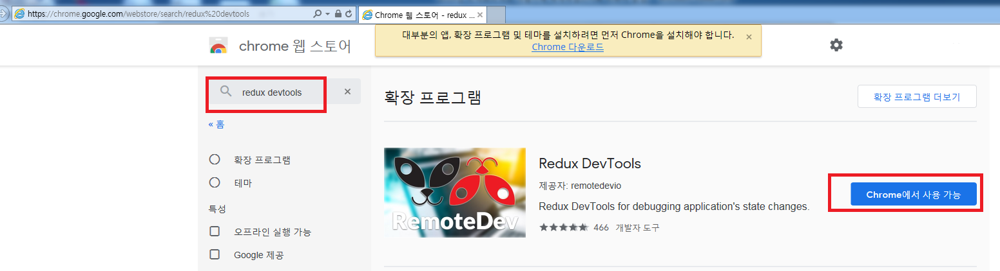 https://chrome.google.com/webstore/search/redux%20devtools
Chrome 웹 스토어 - redux ...
대부분의 앱, 확장 프로그램 및 테마를 설치하려면 먼저 Chrome을 설치해야 합니다.
Chrome 다운로드
chrome 웹 스토어
redux devtools
« 홈
확장 프로그램
테마
특성
오프라인 실행 가능
Google 제공
확장 프로그램
확장 프로그램 더보기
RemoteDev
Redux DevTools
제공자: remotedevio
Redux DevTools for debugging application's state changes.
466 개발자 도구
Chrome에서 사용 가능